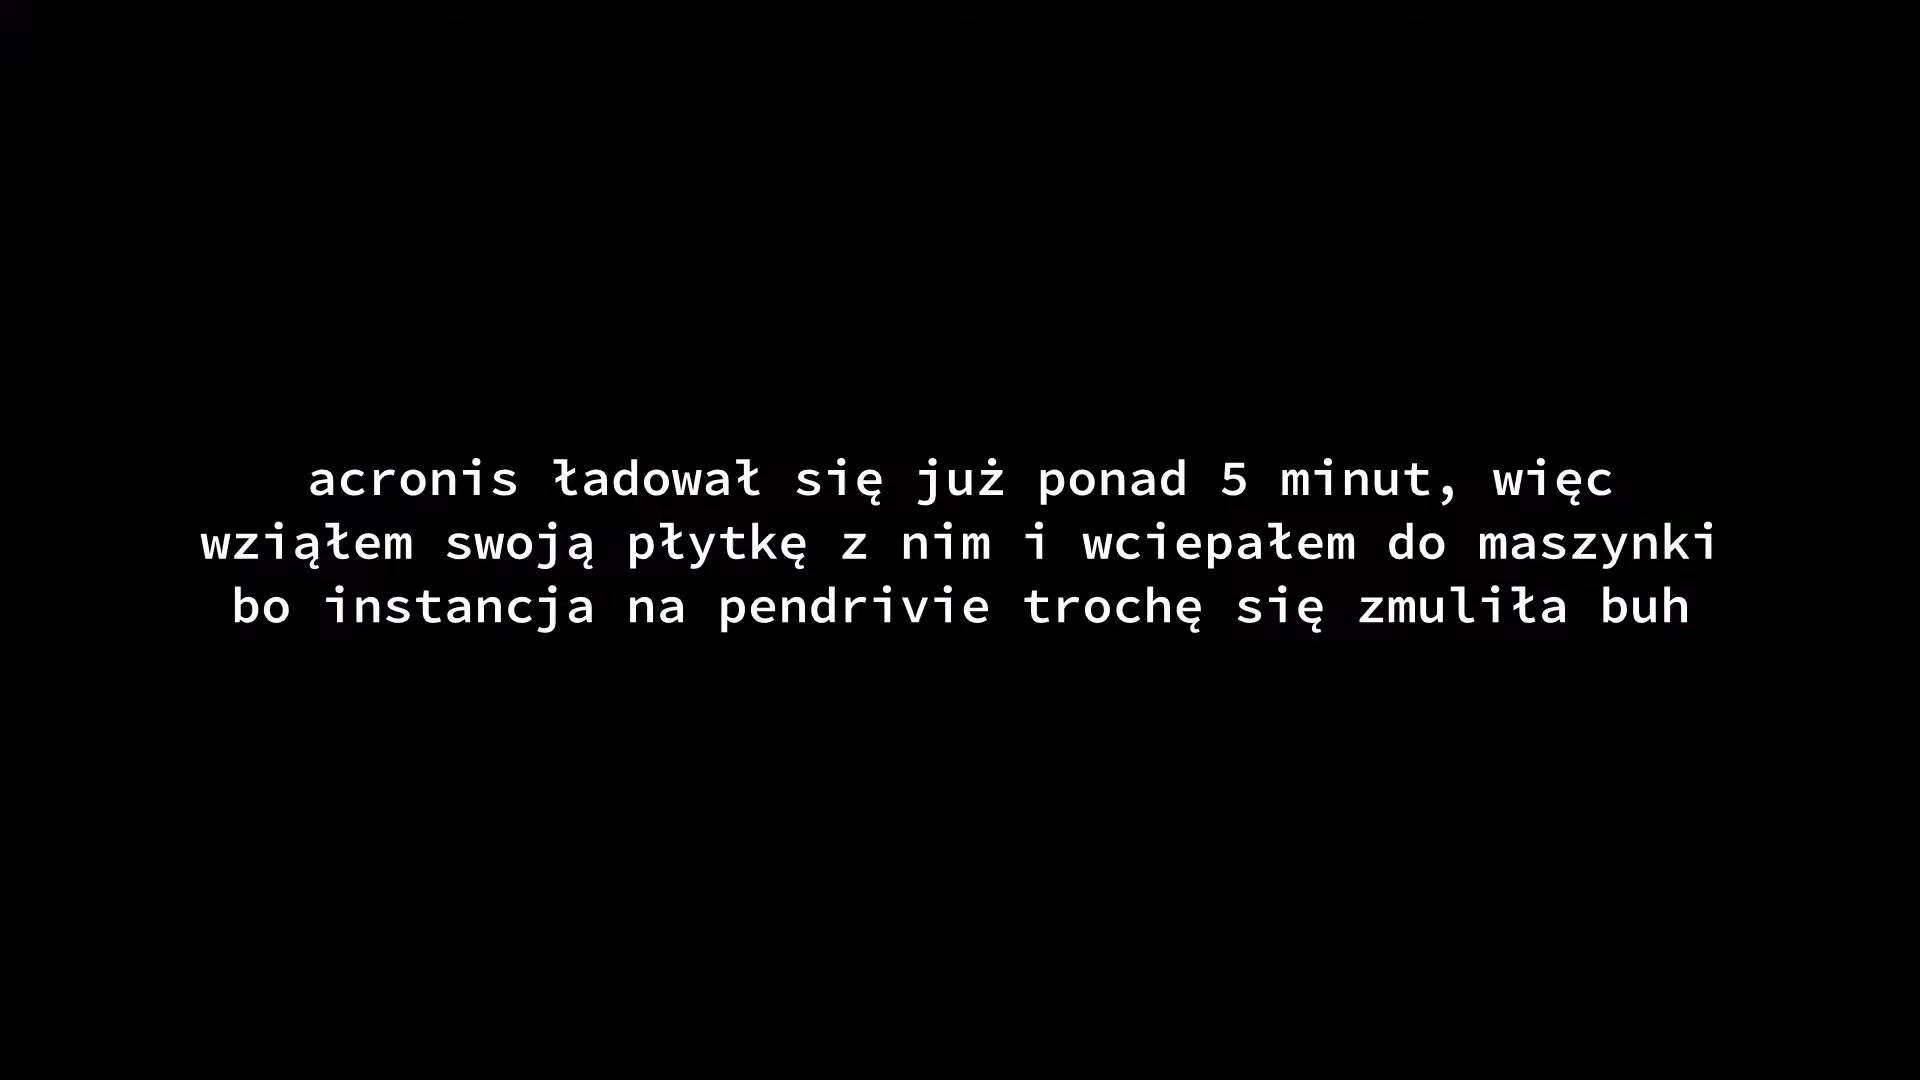 acronis ładował się już ponad 5 minut, więc
wziąłem swoją płytkę z nim i wciepałem do maszynki
bo instancja na pendrivie trochę się zmuliła buh